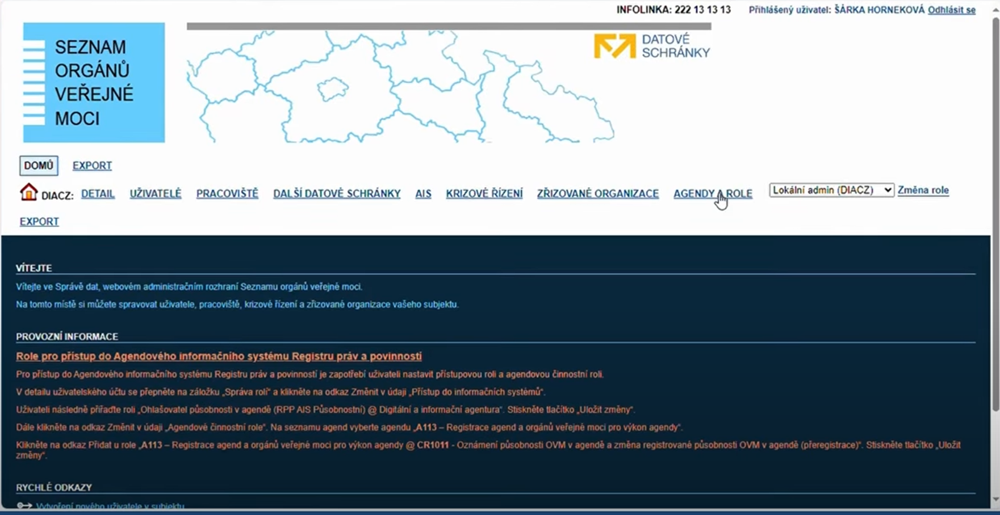 INFOLINKA: 222 13 13 13 Přihlášený uživatel: ŠÁRKA HORNEKOVÁ Odhlásit se
SEZNAM
ORGÁNŮ
VEŘEJNÉ
MOCI
DATOVÉ
SCHRÁNKY
DOMŮ EXPORT
DIACZ: DETAIL UŽIVATELÉ PRACOVIŠTĚ DALŠÍ DATOVÉ SCHRÁNKY AIS KRIZOVÉ ŘÍZENÍ ZŘIZOVANÉ ORGANIZACE AGENDY A ROLE Lokální admin (DIACZ) Změna role
EXPORT
VÍTEJTE
Vítejte ve Správě dat, webovém administračním rozhraní Seznamu orgánů veřejné moci.
Na tomto místě si můžete spravovat uživatele, pracoviště, krizové řízení a zřizované organizace vašeho subjektu.
PROVOZNÍ INFORMACE
Role pro přístup do Agendového informačního systému Registru práv a povinností
Pro přístup do Agendového informačního systému Registru práv a povinností je zapotřebí uživateli nastavit přístupovou roli a agendovou činnostní roli.
V detailu uživatelského účtu se přepněte na záložku „Správa rolí“ a klikněte na odkaz Změnit v údaji „Přístup do informačních systémů“.
Uživateli následně přiřaďte roli „Ohlašovatel působnosti v agendě (RPP AIS Působnostní) @ Digitální a informační agentura“. Stiskněte tlačítko „Uložit změny“.
Dále klikněte na odkaz Změnit v údaji „Agendové činnostní role“. Na seznamu agend vyberte agendu „A113 – Registrace agend a orgánů veřejné moci pro výkon agendy“.
Klikněte na odkaz Přidat u role „A113 – Registrace agend a orgánů veřejné moci pro výkon agendy @ CR1011 - Oznámení působnosti OVM v agendě a změna registrované působnosti OVM v agendě (přeregistrace)“. Stiskněte tlačítko „Uložit
změny“.
RYCHLÉ ODKAZY
Vytvoření nového uživatele v subjektu